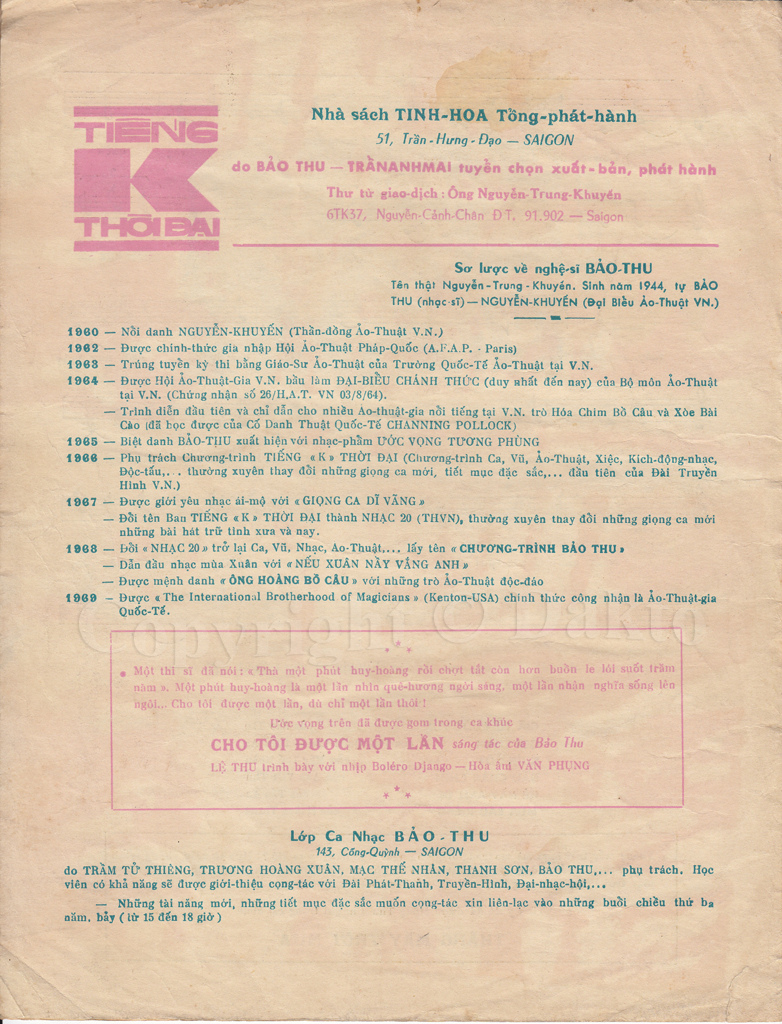 TIẾNG
K
THỜI ĐẠI
Nhà sách TINH-HOA Tổng-phát-hành
51, Trần-Hưng-Đạo — SAIGON
do BẢO THU — TRẦNANHMAI tuyển chọn xuất-bản, phát hành
Thư từ giao-dịch : Ông Nguyễn-Trung-Khuyến
6TK37, Nguyễn-Cảnh-Chân Đ T. 91.902 — Saigon
Sơ lược về nghệ-sĩ BẢO-THU
Tên thật Nguyễn-Trung-Khuyến. Sinh năm 1944, tự BẢO
THU (nhạc-sĩ) — NGUYỄN-KHUYẾN (Đại Biểu Ảo-Thuật VN.)
1960 — Nổi danh NGUYỄN-KHUYẾN (Thần-đồng Ảo-Thuật V.N.)
1962 — Được chính-thức gia nhập Hội Ảo-Thuật Pháp-Quốc (A.F.A.P. - Paris)
1963 — Trúng tuyển kỳ thi bằng Giáo-Sư Ảo-Thuật của Trường Quốc-Tế Ảo-Thuật tại V.N.
1964 — Được Hội Ảo-Thuật-Gia V.N. bầu làm ĐẠI-BIỂU CHÁNH THỨC (duy nhất đến nay) của Bộ môn Ảo-Thuật
tại V.N. (Chứng nhận số 26/H.A.T. VN 03/8/64).
— Trình diễn đầu tiên và chỉ dẫn cho nhiều Ảo-thuật-gia nổi tiếng tại V.N. trò Hóa Chim Bồ Câu và Xòe Bài
Cào (đã học được của Cố Danh Thuật Quốc-Tế CHANNING POLLOCK)
1965 — Biệt danh BẢO-THU xuất hiện với nhạc-phẩm ƯỚC VỌNG TƯƠNG PHÙNG
1966 — Phụ trách Chương-trình TIẾNG «K» THỜI ĐẠI (Chương-trình Ca, Vũ, Ảo-Thuật, Xiệc, Kích-động-nhạc,
Độc-tấu,... thường xuyên thay đổi những giọng ca mới, tiết mục đặc sắc,... đầu tiên của Đài Truyền
Hình V.N.)
1967 — Được giới yêu nhạc ái-mộ với «GIỌNG CA DĨ VÃNG»
— Đổi tên Ban TIẾNG «K» THỜI ĐẠI thành NHẠC 20 (THVN), thường xuyên thay đổi những giọng ca mới
những bài hát trữ tình xưa và nay.
1968 — Đổi «NHẠC 20» trở lại Ca, Vũ, Nhạc, Ảo-Thuật,... lấy tên «CHƯƠNG-TRÌNH BẢO THU»
— Dẫn đầu nhạc mùa Xuân với «NẾU XUÂN NÀY VẮNG ANH»
— Được mệnh danh «ÔNG HOÀNG BỒ CÂU» với những trò Ảo-Thuật độc-đáo
1969 — Được «The International Brotherhood of Magicians» (Kenton-USA) chính thức công nhận là Ảo-Thuật-gia
Quốc-Tế.
Copyright © Dakto
• Một thi sĩ đã nói : «Thà một phút huy-hoàng rồi chợt tắt còn hơn buồn le lói suốt trăm
năm». Một phút huy-hoàng là một lần nhìn quê-hương ngời sáng, một lần nhận nghĩa sống lên
ngôi... Cho tôi được một lần, dù chỉ một lần thôi !
Ước vọng trên đã được gom trong ca khúc
CHO TÔI ĐƯỢC MỘT LẦN sáng tác của Bảo Thu
LỆ THU trình bày với nhịp Boléro Django — Hòa âm VĂN PHỤNG
Lớp Ca Nhạc BẢO-THU
143, Cống-Quỳnh — SAIGON
do TRẦM TỬ THIÊNG, TRƯƠNG HOÀNG XUÂN, MẠC THẾ NHÂN, THANH SƠN, BẢO THU,... phụ trách. Học
viên có khả năng sẽ được giới-thiệu cọng-tác với Đài Phát-Thanh, Truyền-Hình, Đại-nhạc-hội,...
— Những tài năng mới, những tiết mục đặc sắc muốn cọng-tác xin liên-lạc vào những buổi chiều thứ ba
năm, bảy (từ 15 đến 18 giờ)